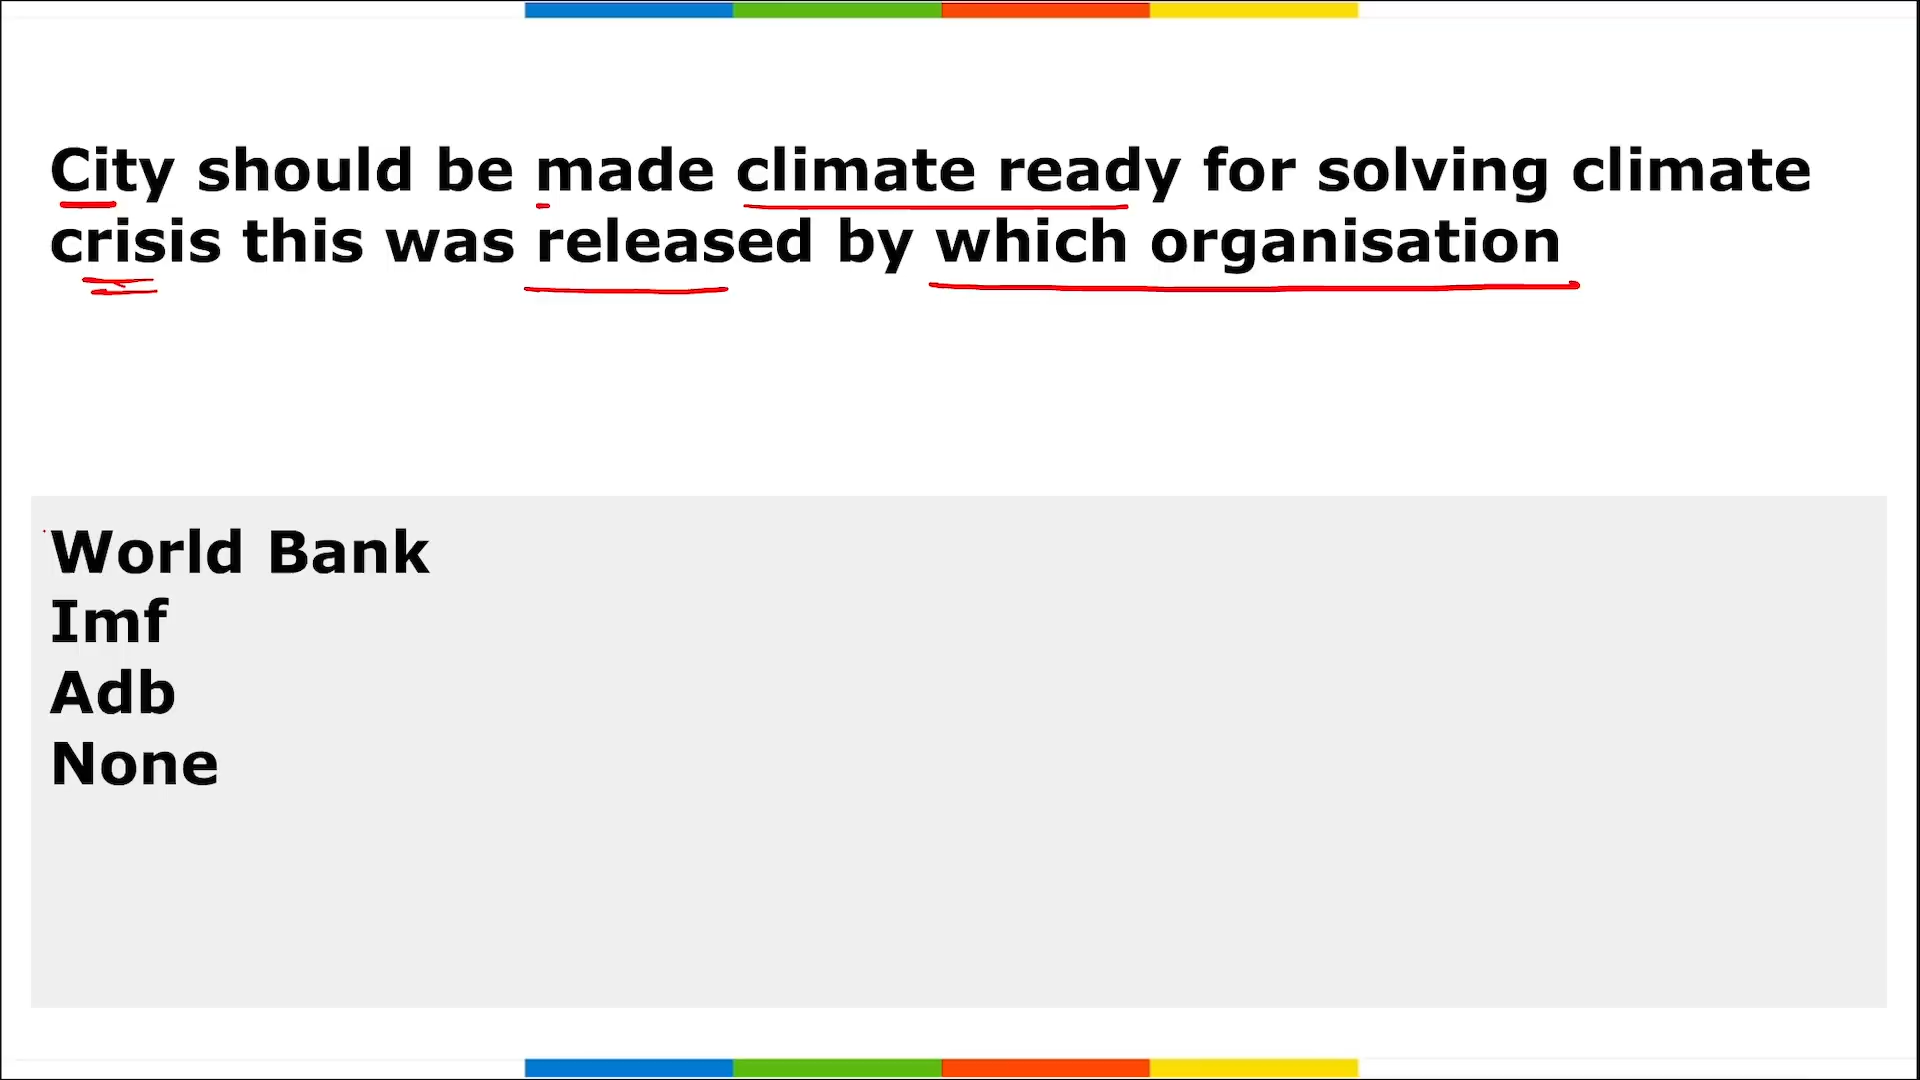 City should be made climate ready for solving climate
crisis this was released by which organisation
World Bank
Imf
Adb
None